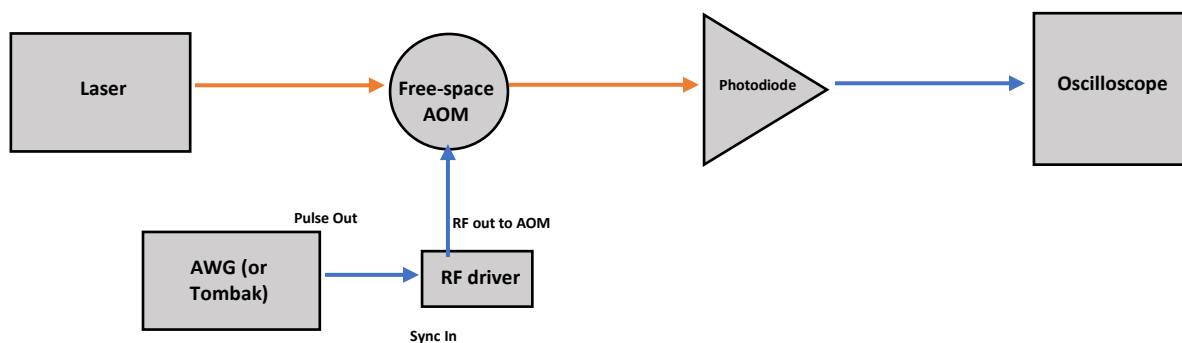 Laser
Free-space
AOM
Photodiode
Oscilloscope
Pulse Out
RF out to AOM
AWG (or
Tombak)
RF driver
Sync In